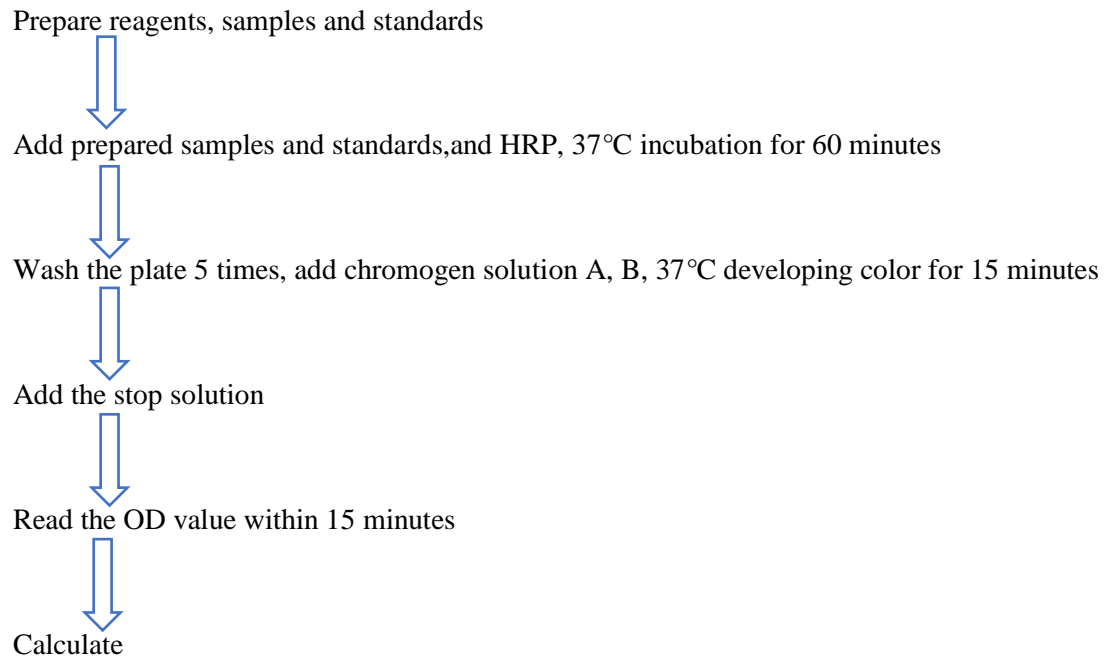 Prepare reagents, samples and standards
Add prepared samples and standards,and HRP, 37℃ incubation for 60 minutes
Wash the plate 5 times, add chromogen solution A, B, 37℃ developing color for 15 minutes
Add the stop solution
Read the OD value within 15 minutes
Calculate